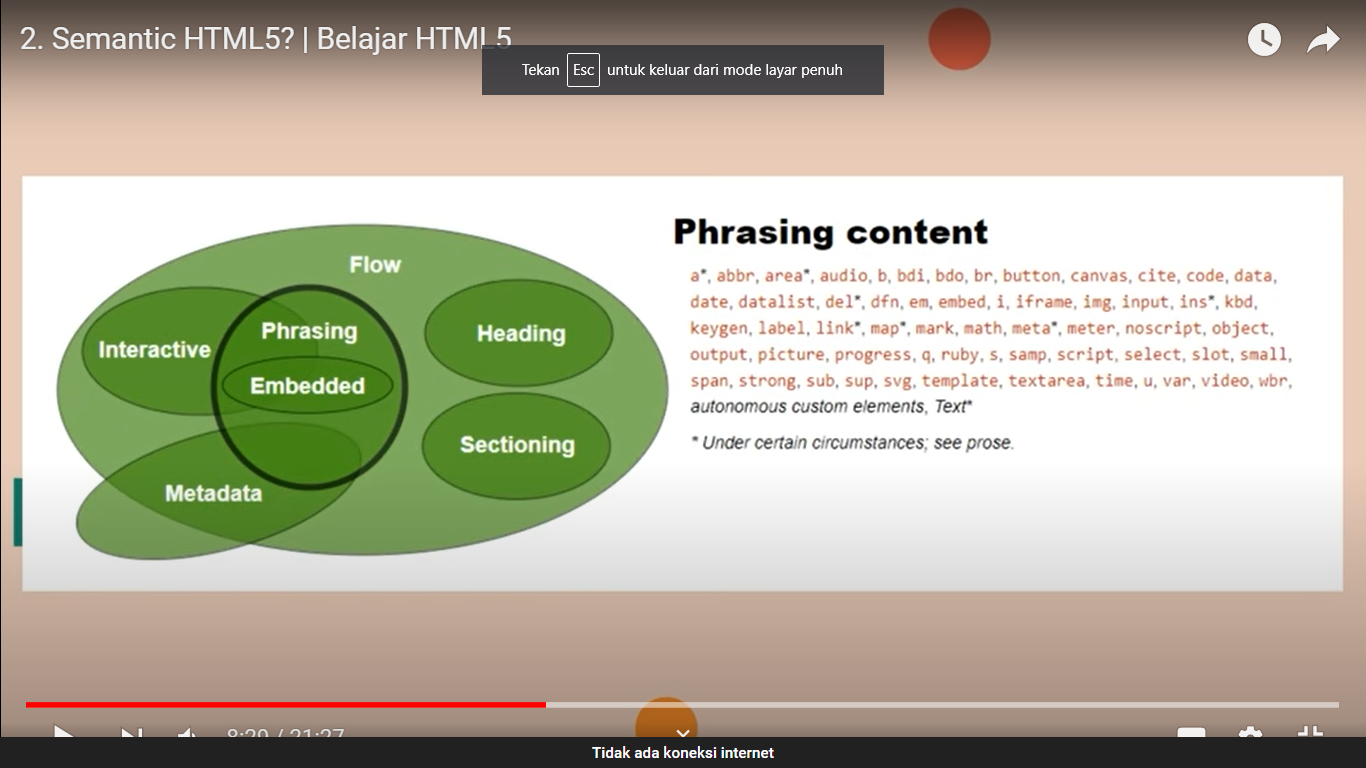 2. Semantic HTML5? | Belajar HTML5
Tekan Esc untuk keluar dari mode layar penuh
Flow
Interactive
Phrasing
Embedded
Heading
Sectioning
Metadata
Phrasing content
a*, abbr, area*, audio, b, bdi, bdo, br, button, canvas, cite, code, data,
date, datalist, del*, dfn, em, embed, i, iframe, img, input, ins*, kbd,
keygen, label, link*, map*, mark, math, meta*, meter, noscript, object,
output, picture, progress, q, ruby, s, samp, script, select, slot, small,
span, strong, sub, sup, svg, template, textarea, time, u, var, video, wbr,
autonomous custom elements, Text*
* Under certain circumstances; see prose.
8:29 / 21:27
Tidak ada koneksi internet